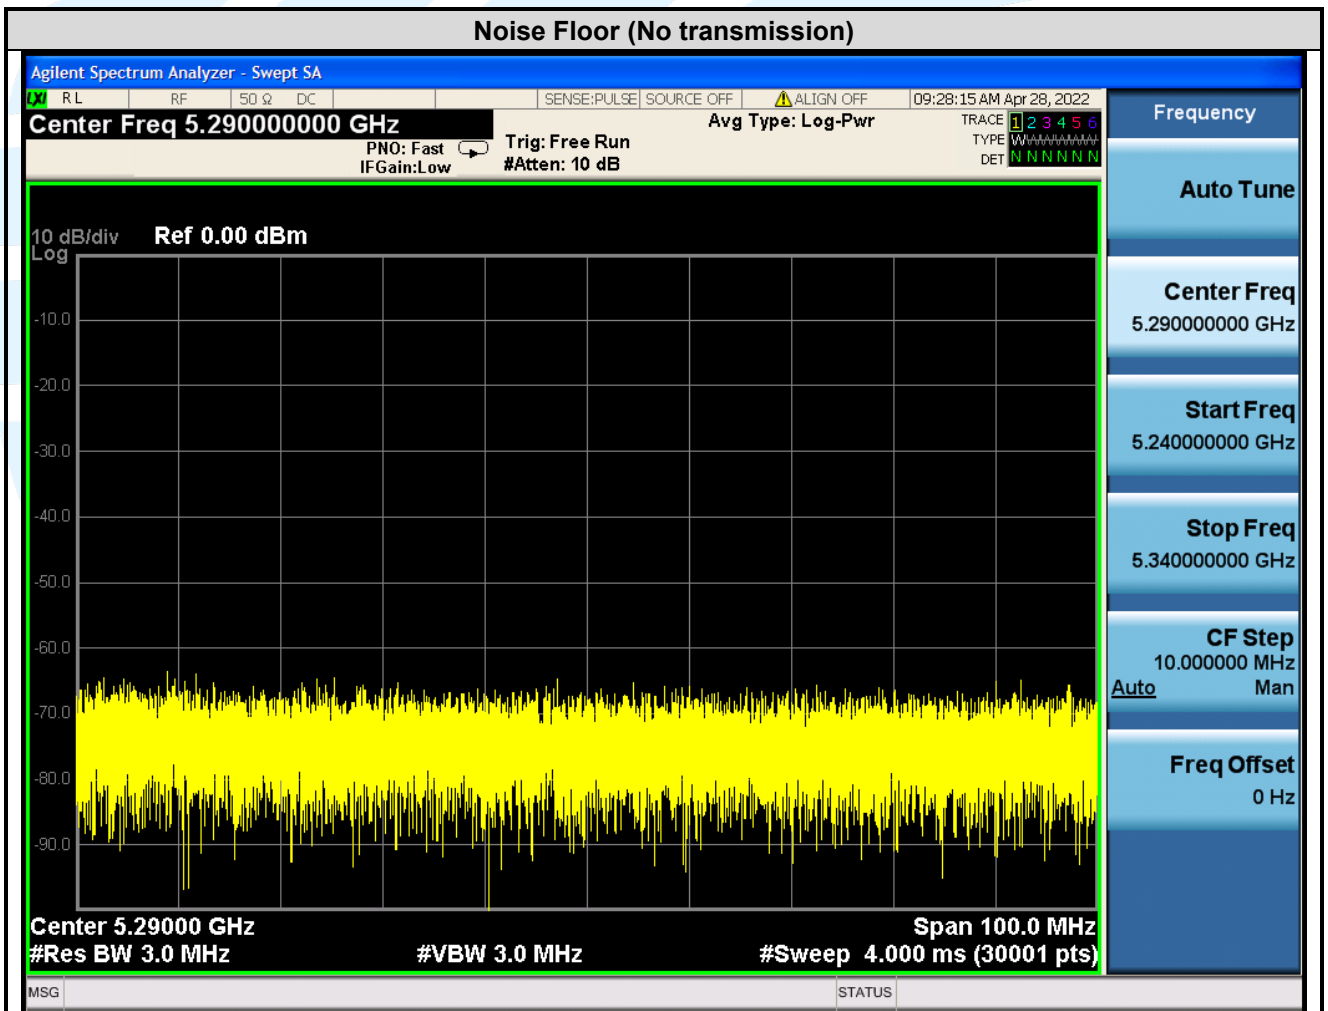 Noise Floor (No transmission)
Agilent Spectrum Analyzer - Swept SA
LXI RL RF 50 Ω DC SENSE:PULSE SOURCE OFF ALIGN OFF 09:28:15 AM Apr 28, 2022
Center Freq 5.290000000 GHz
PNO: Fast
IFGain:Low
Trig: Free Run
#Atten: 10 dB
Avg Type: Log-Pwr
TRACE 1 2 3 4 5 6
TYPE WWWWWW
DET N N N N N N
10 dB/div Ref 0.00 dBm
Log
-10.0
-20.0
-30.0
-40.0
-50.0
-60.0
-70.0
-80.0
-90.0
Center 5.29000 GHz Span 100.0 MHz
#Res BW 3.0 MHz #VBW 3.0 MHz #Sweep 4.000 ms (30001 pts)
MSG STATUS
Frequency
Auto Tune
Center Freq
5.290000000 GHz
Start Freq
5.240000000 GHz
Stop Freq
5.340000000 GHz
CF Step
10.000000 MHz
Auto Man
Freq Offset
0 Hz